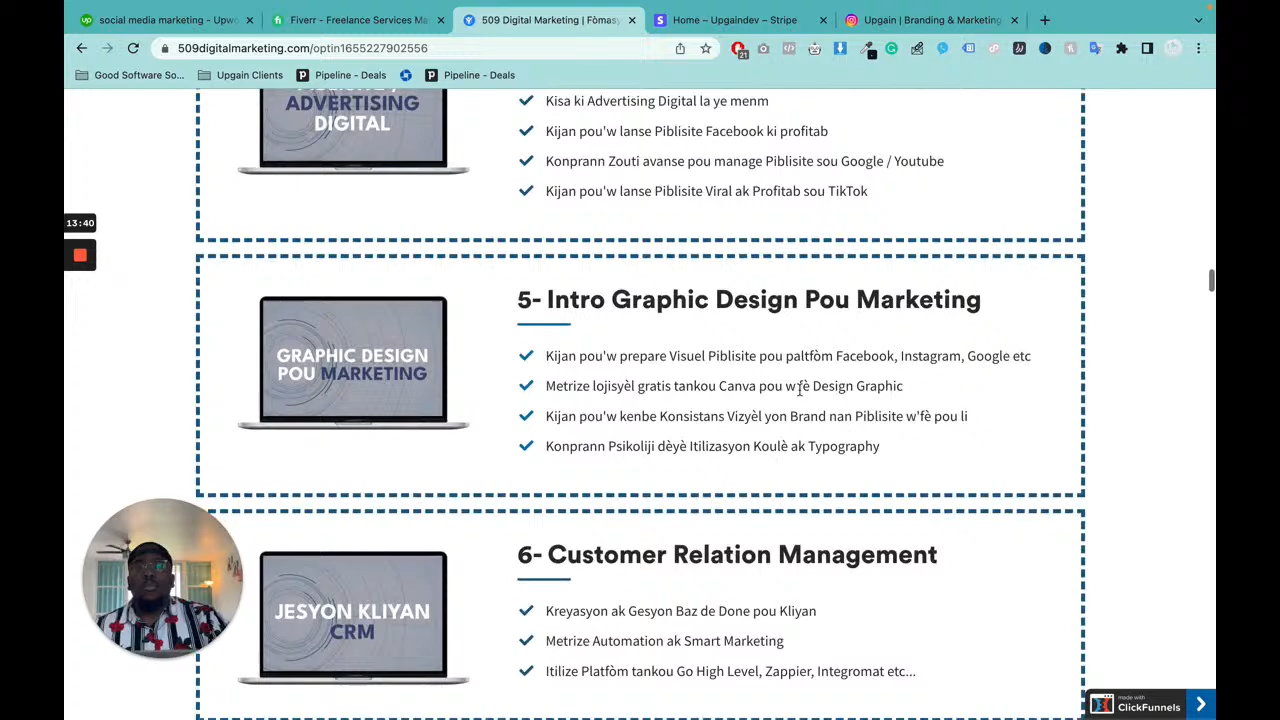 social media marketing - Upwo
Fiverr - Freelance Services Ma
509 Digital Marketing | Fòmasy
Home – Upgaindev – Stripe
Upgain | Branding & Marketing
509digitalmarketing.com/optin1655227902556
21
Good Software So...
Upgain Clients
Pipeline - Deals
Pipeline - Deals
ADVERTISING
DIGITAL
Kisa ki Advertising Digital la ye menm
Kijan pou'w lanse Piblisite Facebook ki profitab
Konprann Zouti avanse pou manage Piblisite sou Google / Youtube
Kijan pou'w lanse Piblisite Viral ak Profitab sou TikTok
13:40
GRAPHIC DESIGN
POU MARKETING
5- Intro Graphic Design Pou Marketing
Kijan pou'w prepare Visuel Piblisite pou paltfòm Facebook, Instagram, Google etc
Metrize lojisyèl gratis tankou Canva pou w'fè Design Graphic
Kijan pou'w kenbe Konsistans Vizyèl yon Brand nan Piblisite w'fè pou li
Konprann Psikoliji dèyè Itilizasyon Koulè ak Typography
JESYON KLIYAN
CRM
6- Customer Relation Management
Kreyasyon ak Gesyon Baz de Done pou Kliyan
Metrize Automation ak Smart Marketing
Itilize Platfòm tankou Go High Level, Zappier, Integromat etc...
made with
ClickFunnels